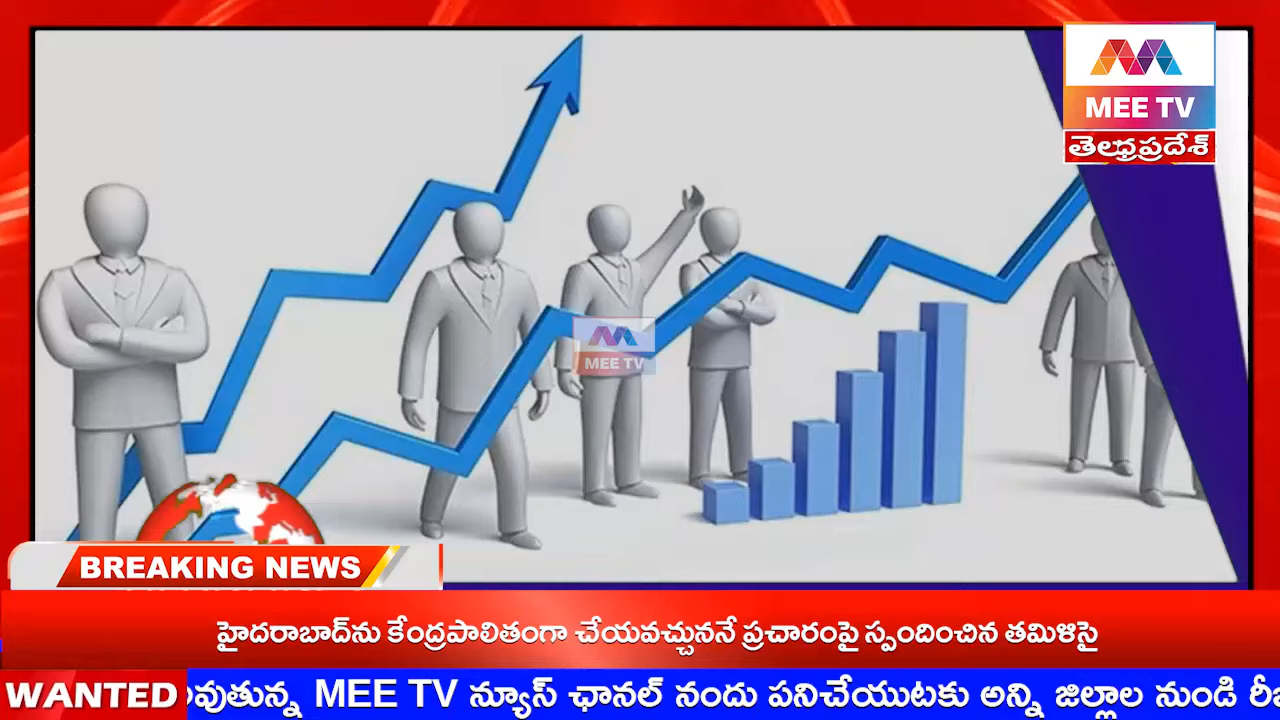 MEE TV
తెలుధ్రప్రదేశ్
MEE TV
BREAKING NEWS
హైదరాబాద్‌ను కేంద్రపాలితంగా చేయవచ్చుననే ప్రచారంపై స్పందించిన తమిళిసై
WANTED MEE TV న్యూస్ ఛానల్ నందు పనిచేయుటకు అన్ని జిల్లాల నుండి